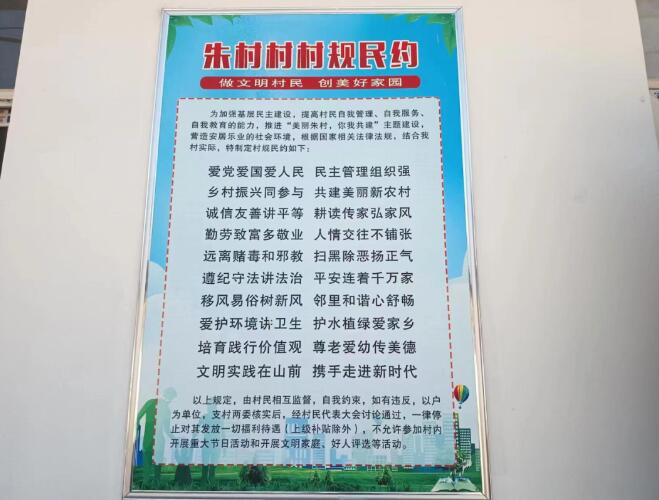 朱村村村规民约
做文明村民 创美好家园
为加强基层民主建设，提高村民自我管理、自我服务、
自我教育的能力，推进“美丽朱村，你我共建”主题建设，
营造安居乐业的社会环境，根据国家相关法律法规，结合我
村实际，特制定村规民约如下：
爱党爱国爱人民 民主管理组织强
乡村振兴同参与 共建美丽新农村
诚信友善讲平等 耕读传家弘家风
勤劳致富多敬业 人情交往不铺张
远离赌毒和邪教 扫黑除恶扬正气
遵纪守法讲法治 平安连着千万家
移风易俗树新风 邻里和谐心舒畅
爱护环境讲卫生 护水植绿爱家乡
培育践行价值观 尊老爱幼传美德
文明实践在山前 携手走进新时代
以上规定，由村民相互监督，自我约束，如有违反，以户
为单位，支村两委核实后，经村民代表大会讨论通过，一律停
止对其发放一切福利待遇（上级补贴除外），不允许参加村内
开展重大节日活动和开展文明家庭、好人评选等活动。